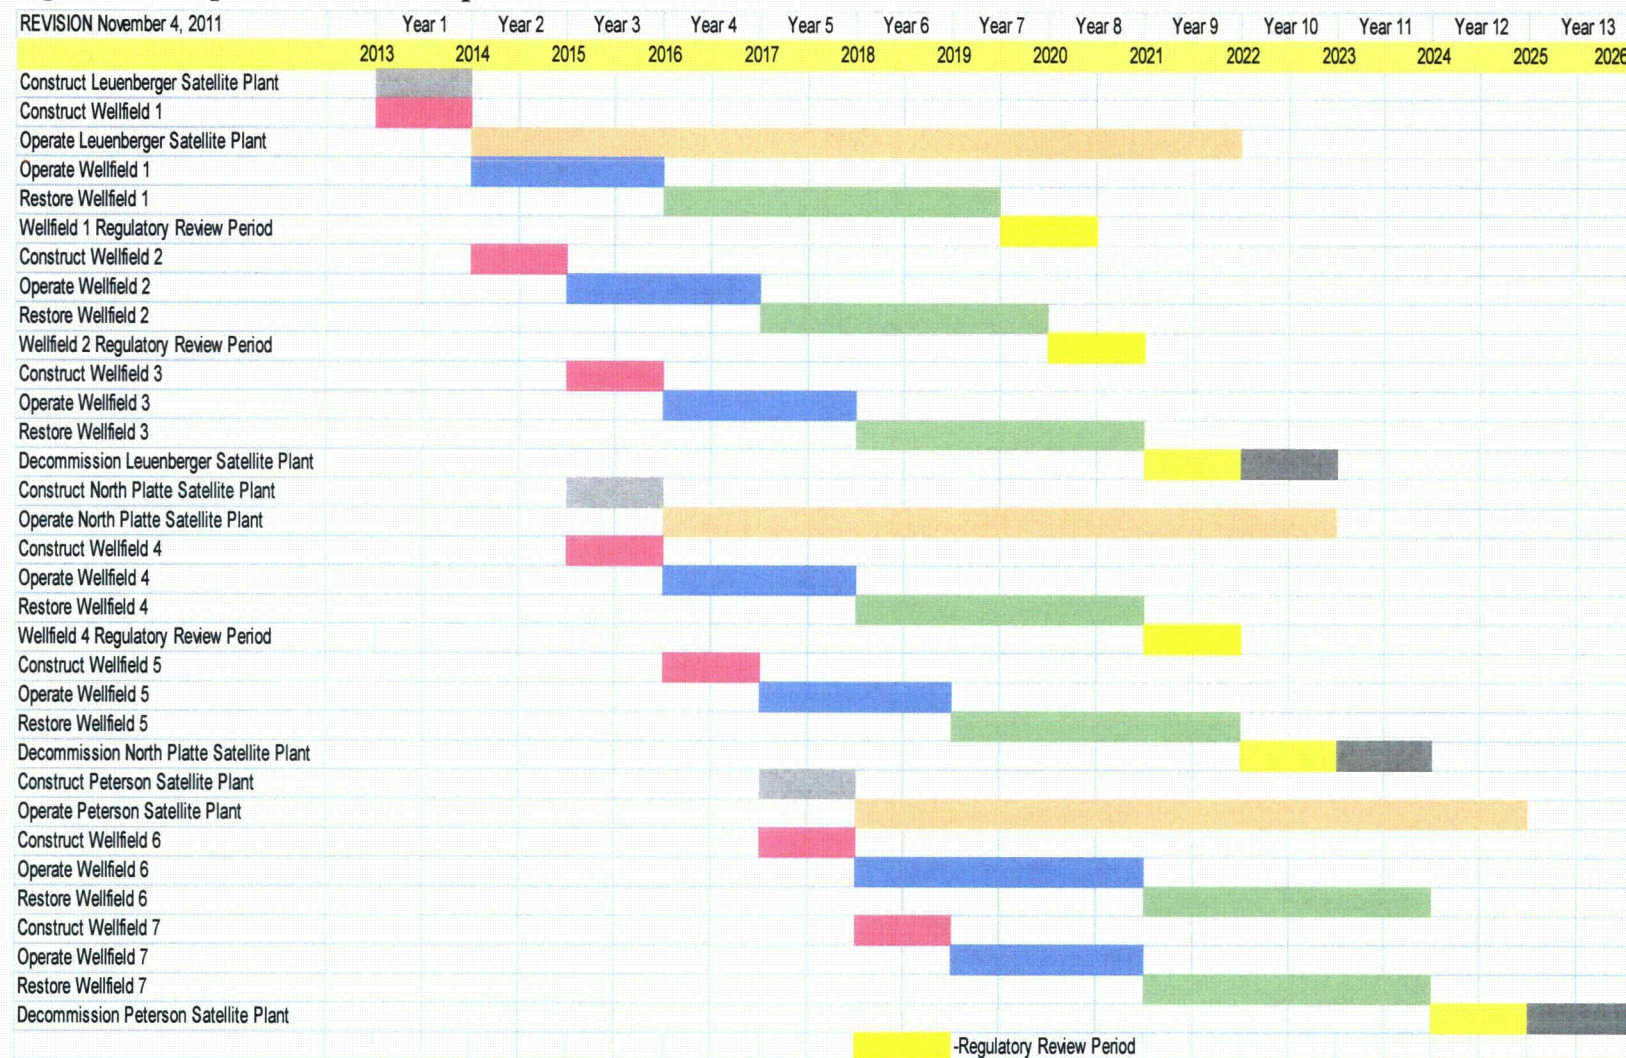 REVISION November 4, 2011 Year 1 Year 2 Year 3 Year 4 Year 5 Year 6 Year 7 Year 8 Year 9 Year 10 Year 11 Year 12 Year 13
2013 2014 2015 2016 2017 2018 2019 2020 2021 2022 2023 2024 2025 2026
Construct Leuenberger Satellite Plant
Construct Wellfield 1
Operate Leuenberger Satellite Plant
Operate Wellfield 1
Restore Wellfield 1
Wellfield 1 Regulatory Review Period
Construct Wellfield 2
Operate Wellfield 2
Restore Wellfield 2
Wellfield 2 Regulatory Review Period
Construct Wellfield 3
Operate Wellfield 3
Restore Wellfield 3
Decommission Leuenberger Satellite Plant
Construct North Platte Satellite Plant
Operate North Platte Satellite Plant
Construct Wellfield 4
Operate Wellfield 4
Restore Wellfield 4
Wellfield 4 Regulatory Review Period
Construct Wellfield 5
Operate Wellfield 5
Restore Wellfield 5
Decommission North Platte Satellite Plant
Construct Peterson Satellite Plant
Operate Peterson Satellite Plant
Construct Wellfield 6
Operate Wellfield 6
Restore Wellfield 6
Construct Wellfield 7
Operate Wellfield 7
Restore Wellfield 7
Decommission Peterson Satellite Plant
-Regulatory Review Period